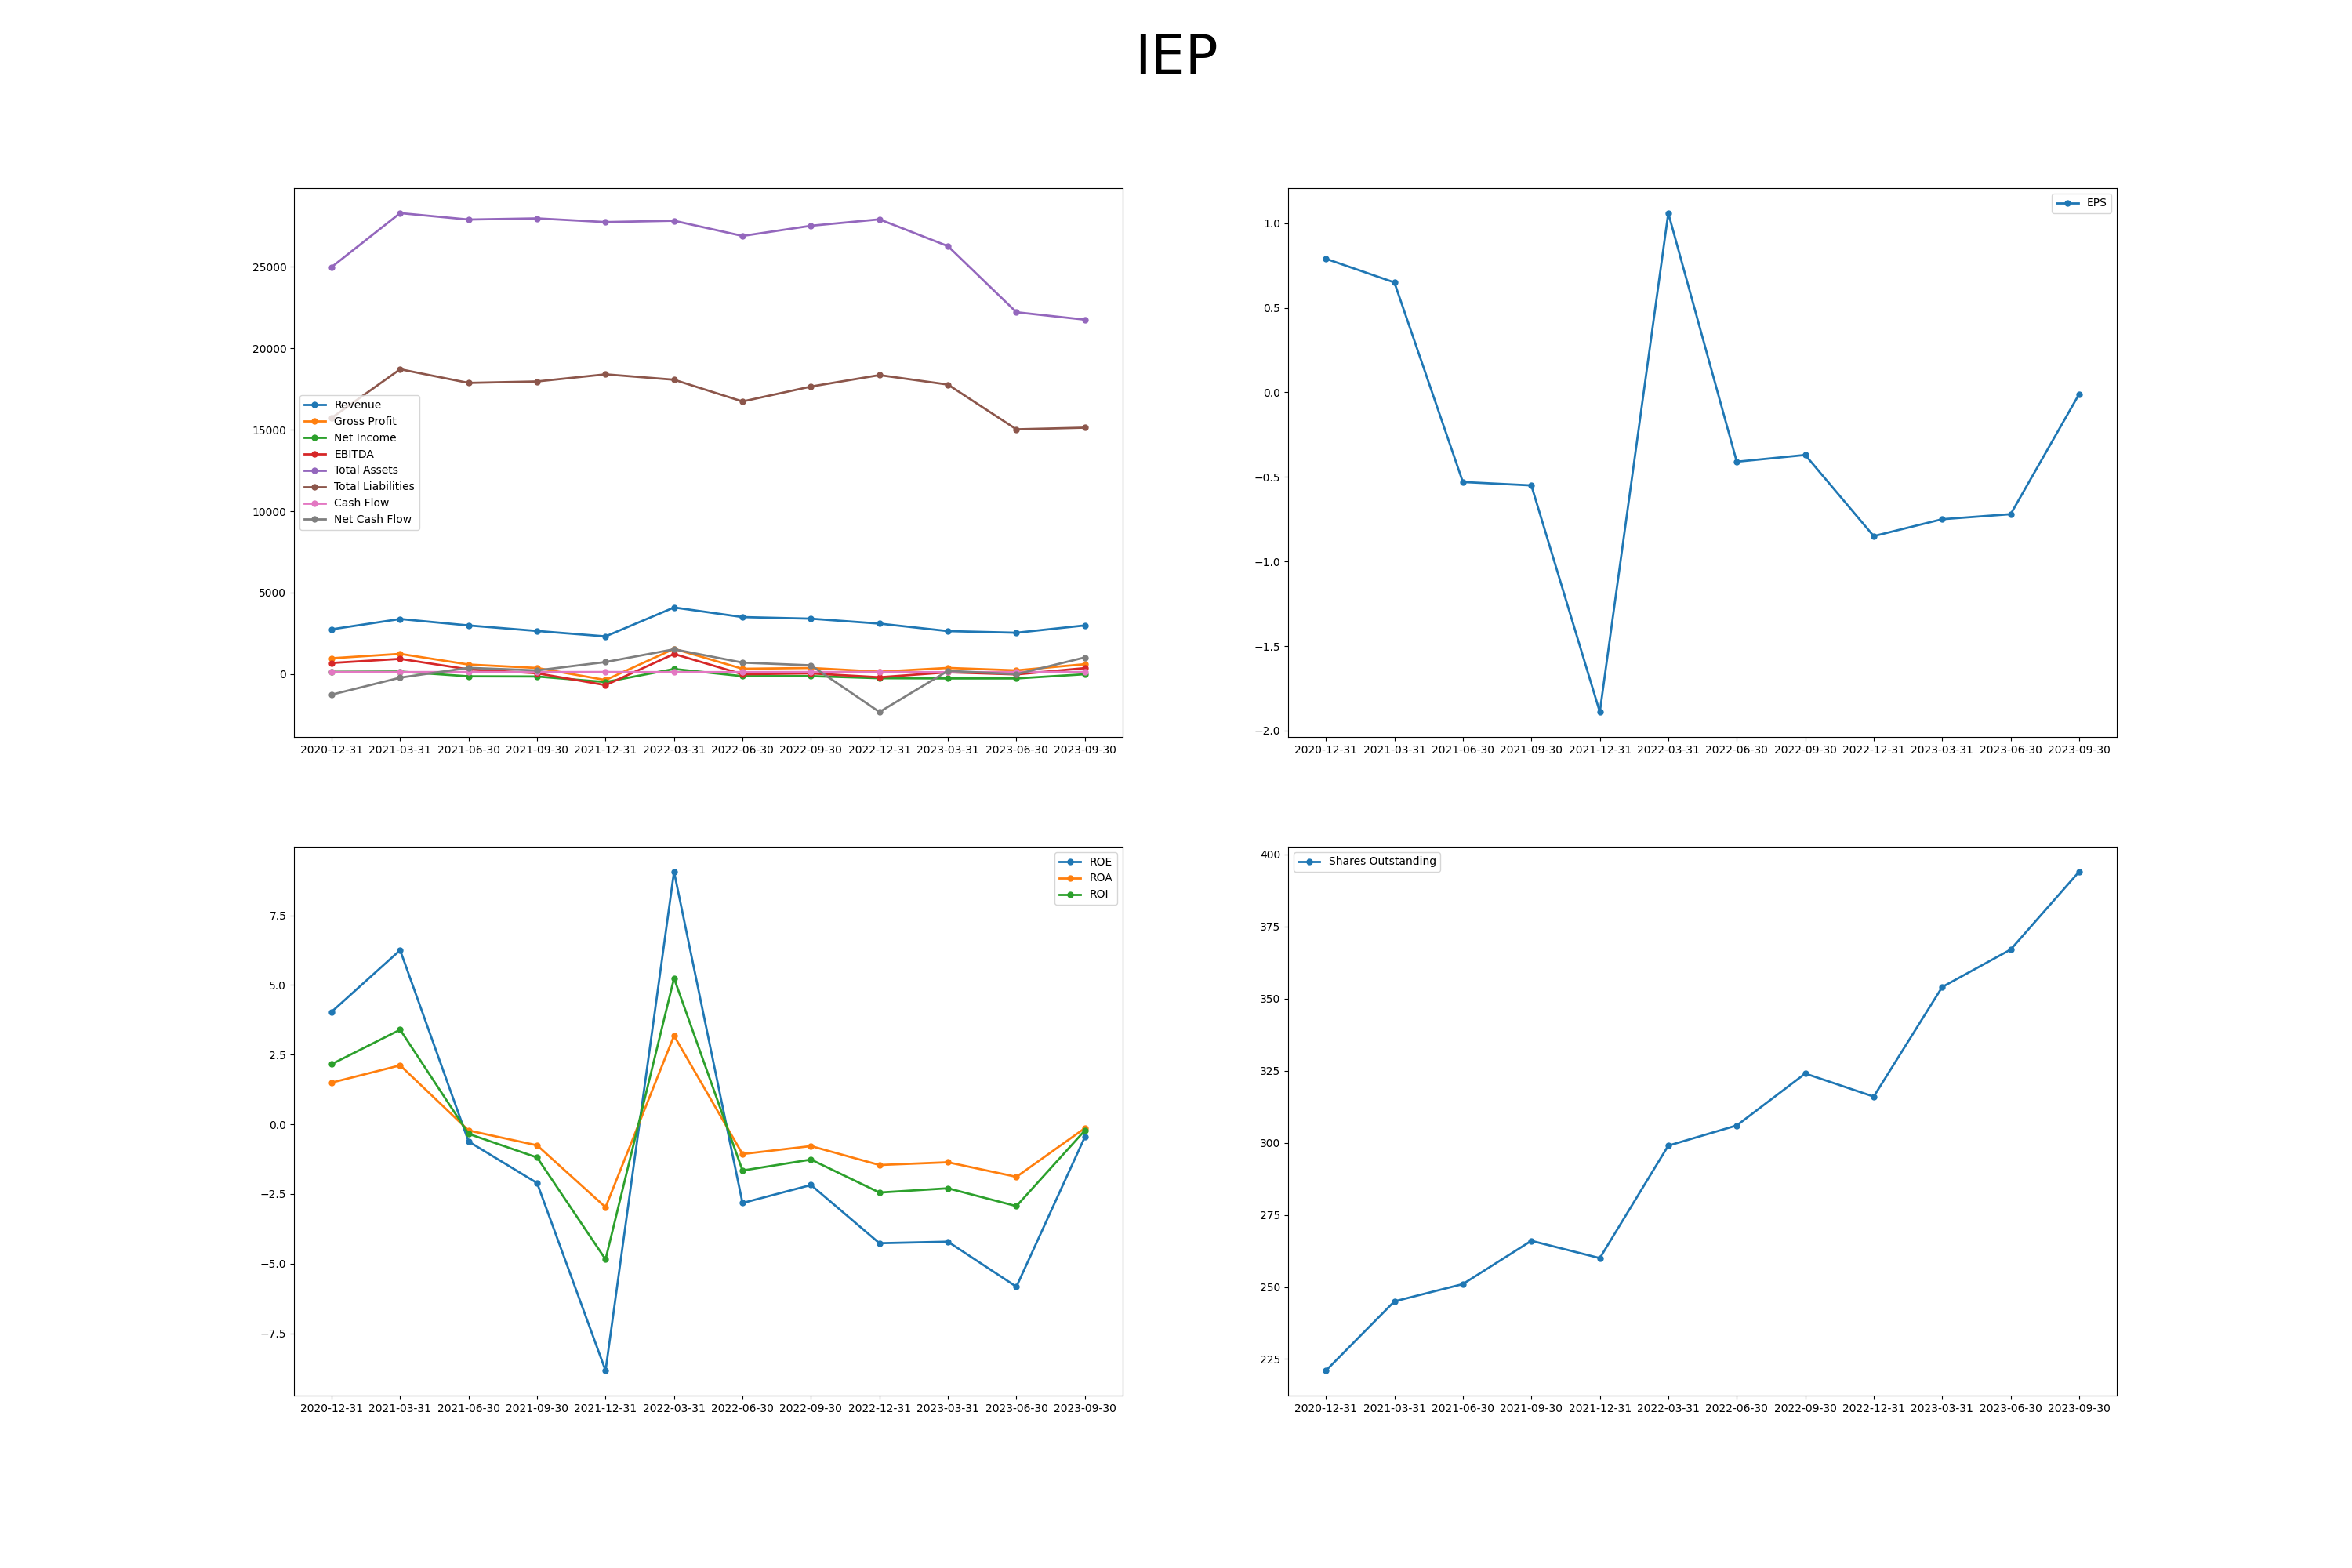 IEP
25000
20000
15000
10000
5000
0
Revenue
Gross Profit
Net Income
EBITDA
Total Assets
Total Liabilities
Cash Flow
Net Cash Flow
2020-12-31 2021-03-31 2021-06-30 2021-09-30 2021-12-31 2022-03-31 2022-06-30 2022-09-30 2022-12-31 2023-03-31 2023-06-30 2023-09-30
EPS
1.0
0.5
0.0
−0.5
−1.0
−1.5
−2.0
2020-12-31 2021-03-31 2021-06-30 2021-09-30 2021-12-31 2022-03-31 2022-06-30 2022-09-30 2022-12-31 2023-03-31 2023-06-30 2023-09-30
ROE
ROA
ROI
7.5
5.0
2.5
0.0
−2.5
−5.0
−7.5
2020-12-31 2021-03-31 2021-06-30 2021-09-30 2021-12-31 2022-03-31 2022-06-30 2022-09-30 2022-12-31 2023-03-31 2023-06-30 2023-09-30
Shares Outstanding
400
375
350
325
300
275
250
225
2020-12-31 2021-03-31 2021-06-30 2021-09-30 2021-12-31 2022-03-31 2022-06-30 2022-09-30 2022-12-31 2023-03-31 2023-06-30 2023-09-30